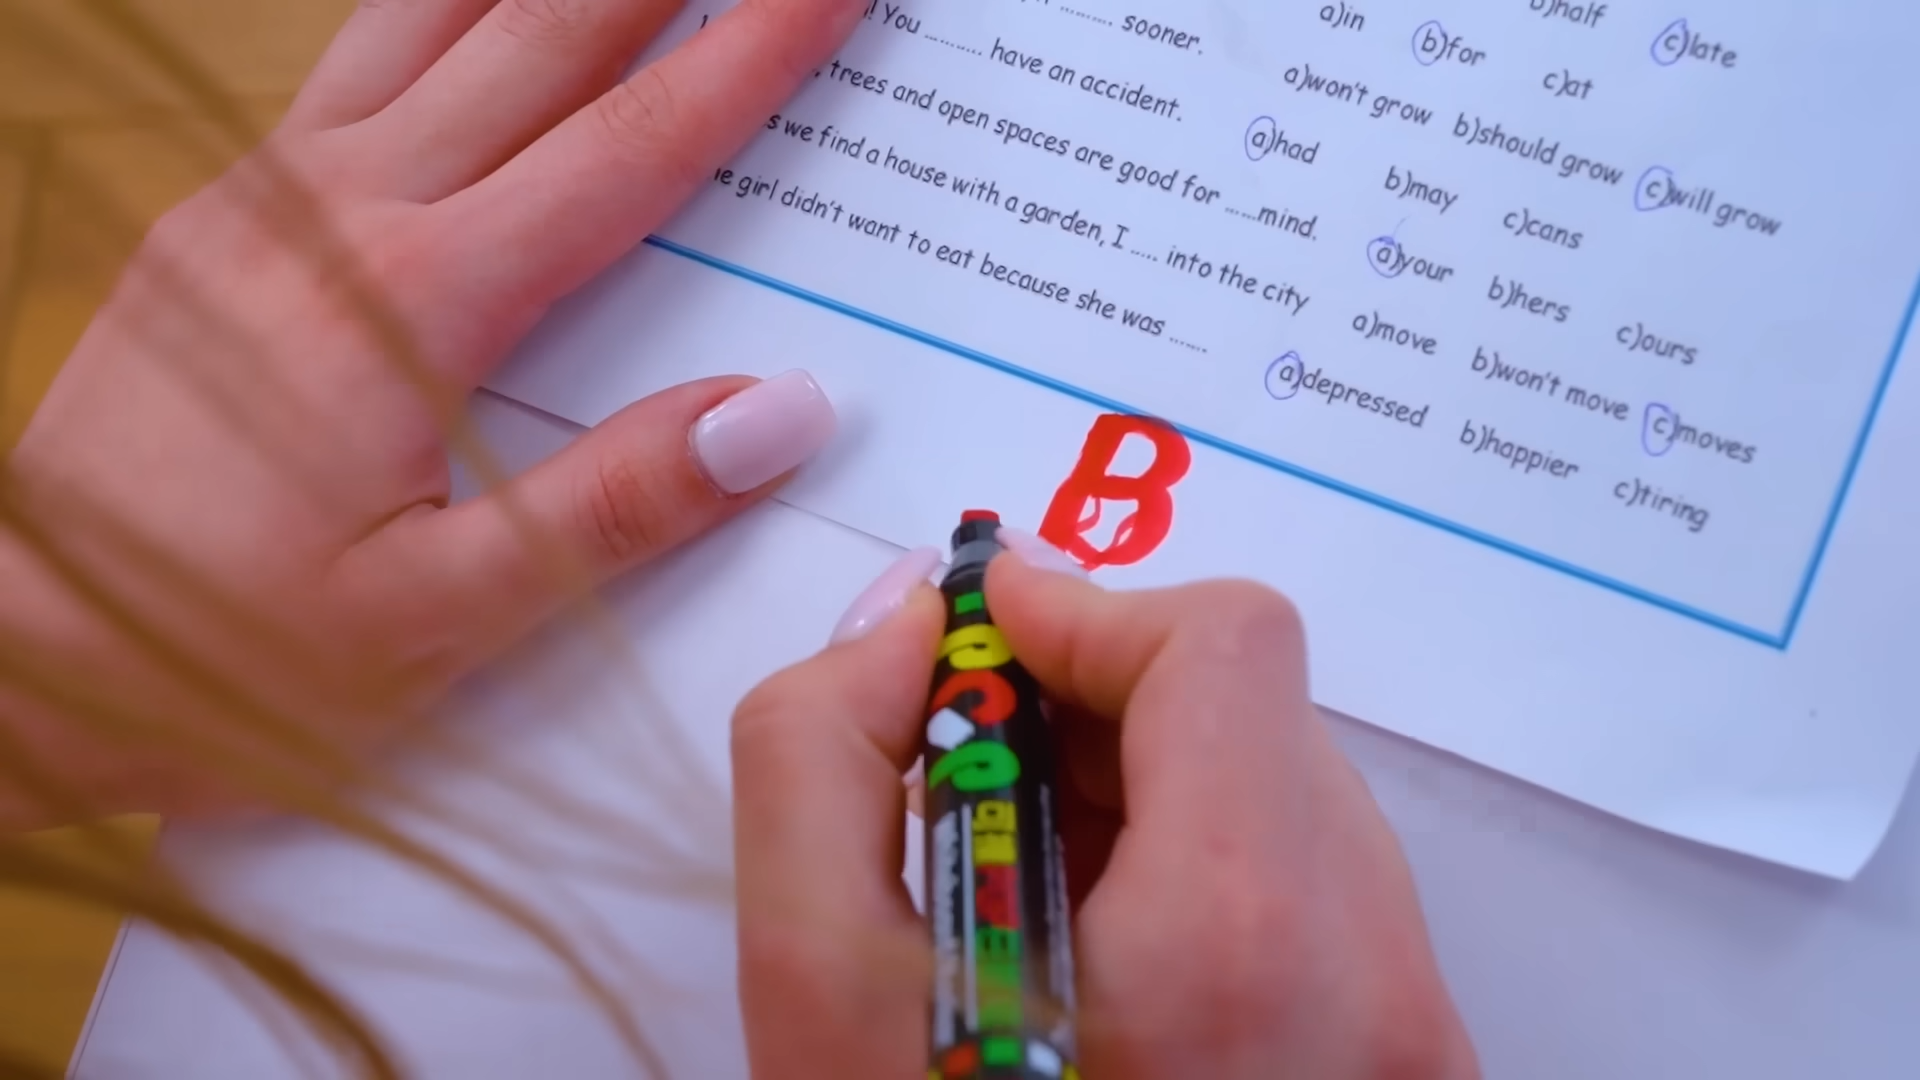 b)half c)late
a)in b)for c)at
sooner. a)won't grow b)should grow c)will grow
! You .......... have an accident. a)had b)may c)cans
, trees and open spaces are good for ......mind. a)your b)hers c)ours
s we find a house with a garden, I ..... into the city a)move b)won't move c)moves
e girl didn't want to eat because she was ....... a)depressed b)happier c)tiring
B